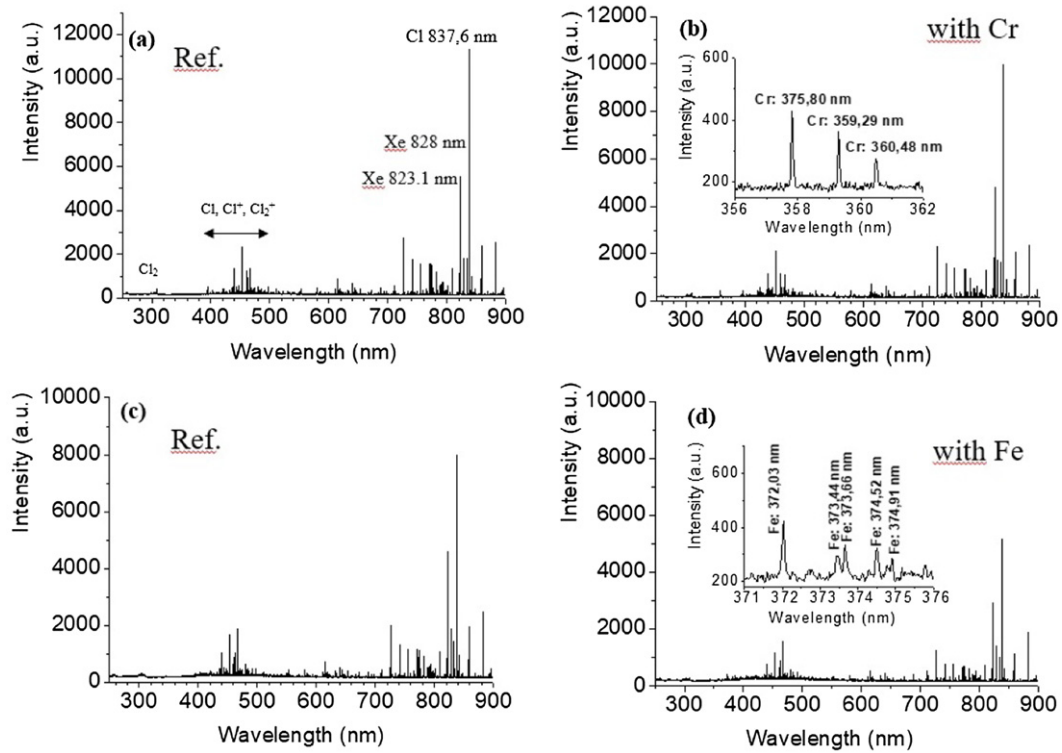 (a)
Ref.
Cl 837,6 nm
Xe 828 nm
Xe 823.1 nm
Cl, Cl⁺, Cl₂⁺
Cl₂
Intensity (a.u.)
12000
10000
8000
6000
4000
2000
0
300 400 500 600 700 800 900
Wavelength (nm)
(b)
with Cr
Intensity (a.u.)
12000
10000
8000
6000
4000
2000
0
Intensity (a.u.)
600
400
200
Cr: 375,80 nm
Cr: 359,29 nm
Cr: 360,48 nm
356 358 360 362
Wavelength (nm)
300 400 500 600 700 800 900
Wavelength (nm)
(c)
Ref.
Intensity (a.u.)
10000
8000
6000
4000
2000
0
300 400 500 600 700 800 900
Wavelength (nm)
(d)
with Fe
Intensity (a.u.)
10000
8000
6000
4000
2000
0
Intensity (a.u.)
600
400
200
Fe: 372,03 nm
Fe: 373,44 nm
Fe: 373,66 nm
Fe: 374,52 nm
Fe: 374,91 nm
371 372 373 374 375 376
Wavelength (nm)
300 400 500 600 700 800 900
Wavelength (nm)